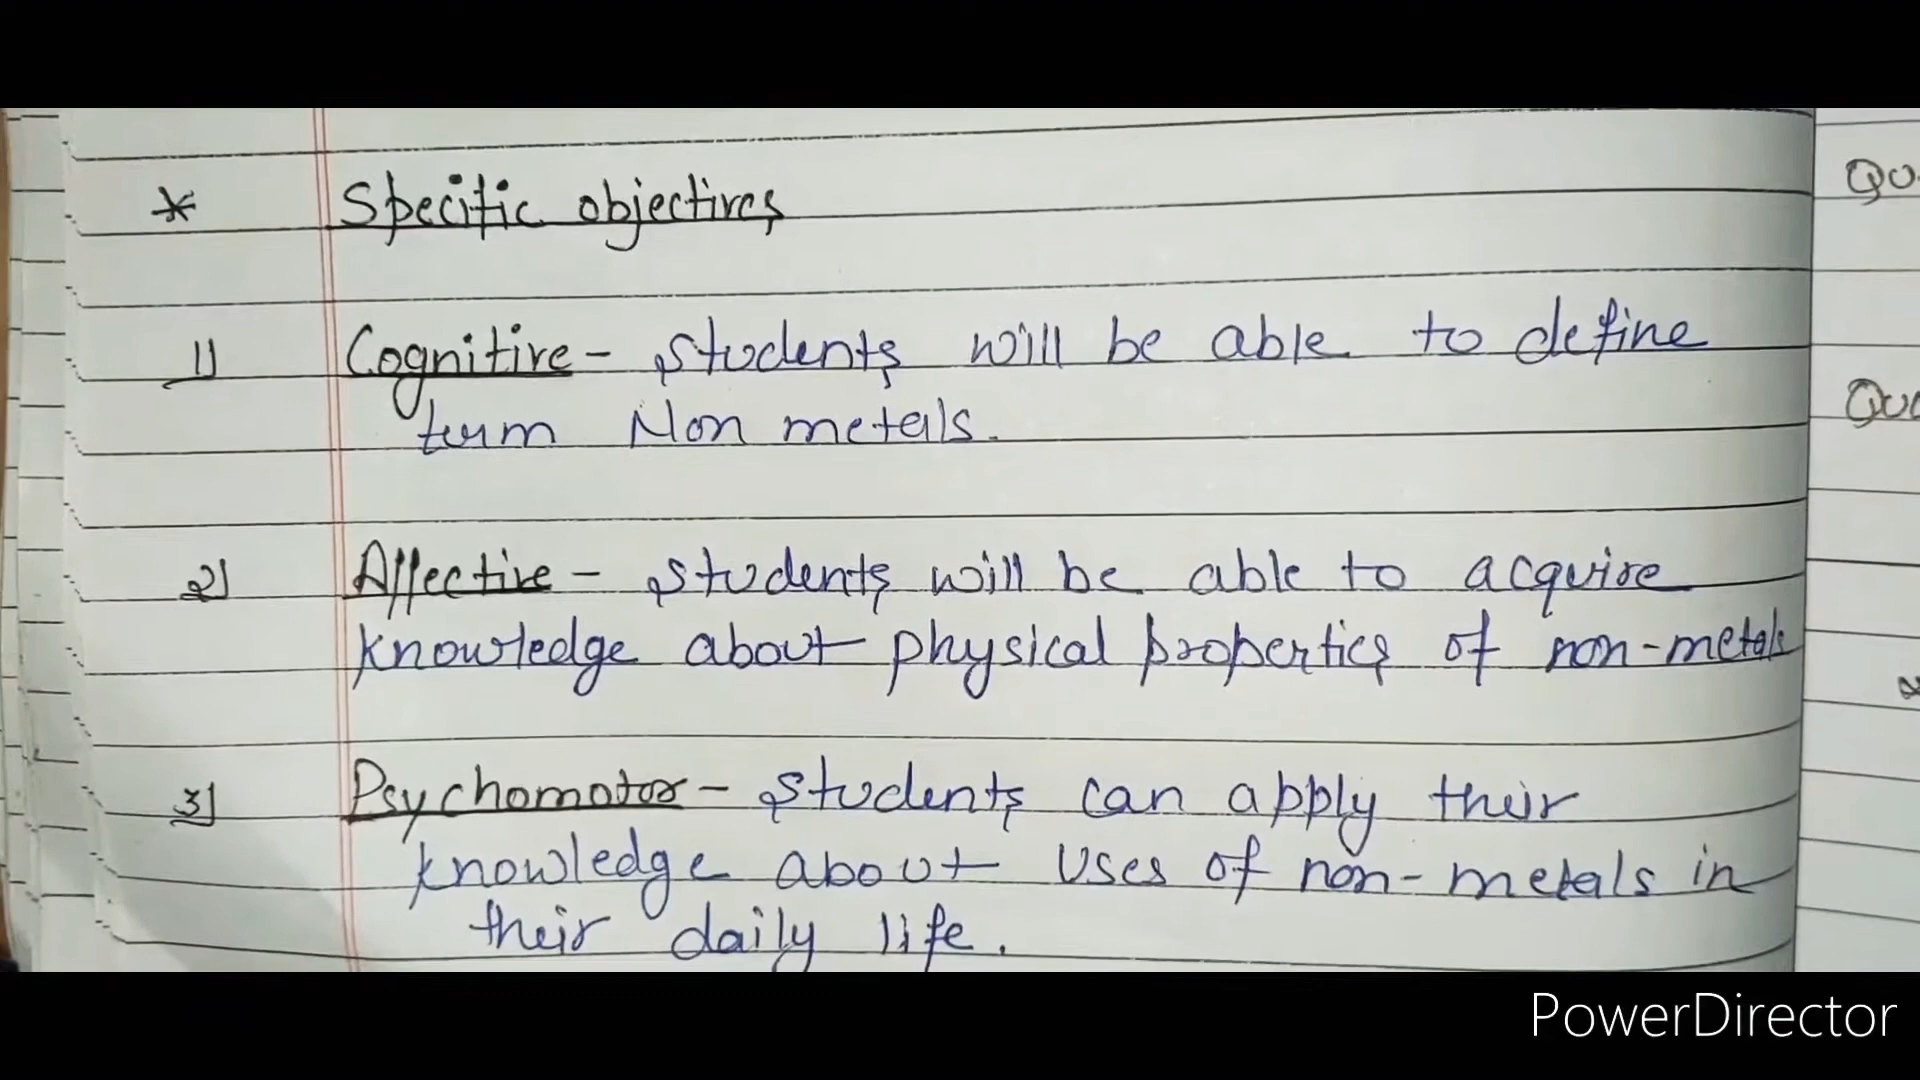 * Specific objectives
1) Cognitive - students will be able to define
term Non metals.
2) Affective - students will be able to acquire
knowledge about physical properties of non-metals
3) Psychomotor - students can apply their
knowledge about uses of non-metals in
their daily life.
PowerDirector